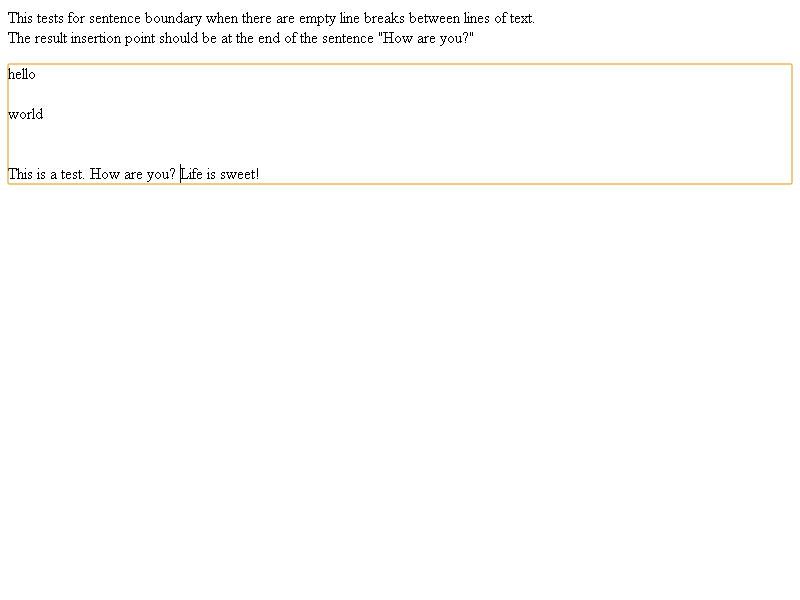 This tests for sentence boundary when there are empty line breaks between lines of text.
The result insertion point should be at the end of the sentence "How are you?"
hello
world
This is a test. How are you? Life is sweet!